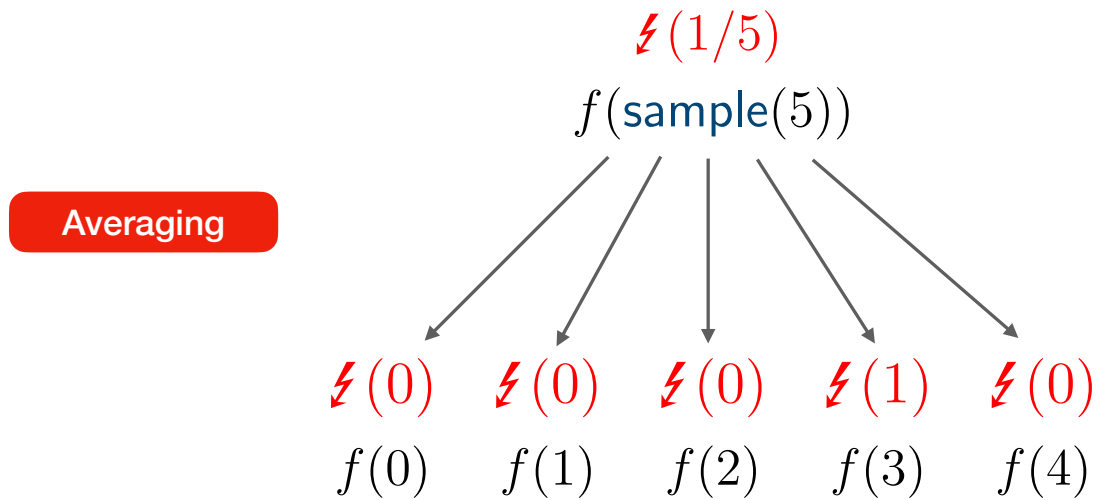 ↯(1/5)
f(sample(5))
Averaging
↯(0) ↯(0) ↯(0) ↯(1) ↯(0)
f(0) f(1) f(2) f(3) f(4)